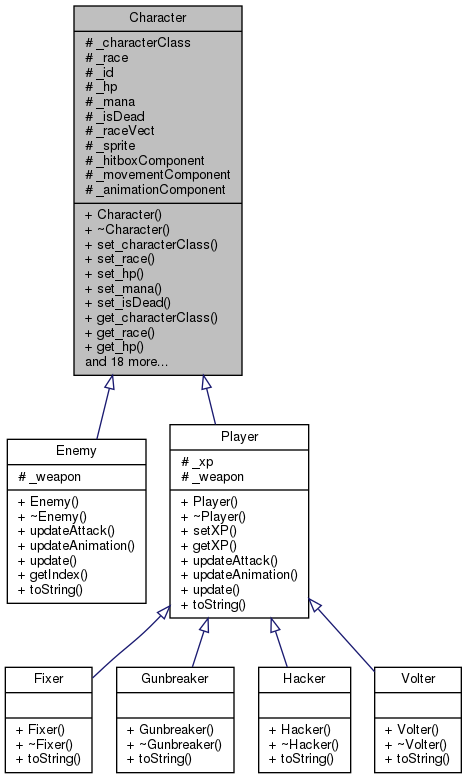 Character
# _characterClass
# _race
# _id
# _hp
# _mana
# _isDead
# _raceVect
# _sprite
# _hitboxComponent
# _movementComponent
# _animationComponent
+ Character()
+ ~Character()
+ set_characterClass()
+ set_race()
+ set_hp()
+ set_mana()
+ set_isDead()
+ get_characterClass()
+ get_race()
+ get_hp()
and 18 more...
Enemy
# _weapon
+ Enemy()
+ ~Enemy()
+ updateAttack()
+ updateAnimation()
+ update()
+ getIndex()
+ toString()
Player
# _xp
# _weapon
+ Player()
+ ~Player()
+ setXP()
+ getXP()
+ updateAttack()
+ updateAnimation()
+ update()
+ toString()
Fixer
+ Fixer()
+ ~Fixer()
+ toString()
Gunbreaker
+ Gunbreaker()
+ ~Gunbreaker()
+ toString()
Hacker
+ Hacker()
+ ~Hacker()
+ toString()
Volter
+ Volter()
+ ~Volter()
+ toString()